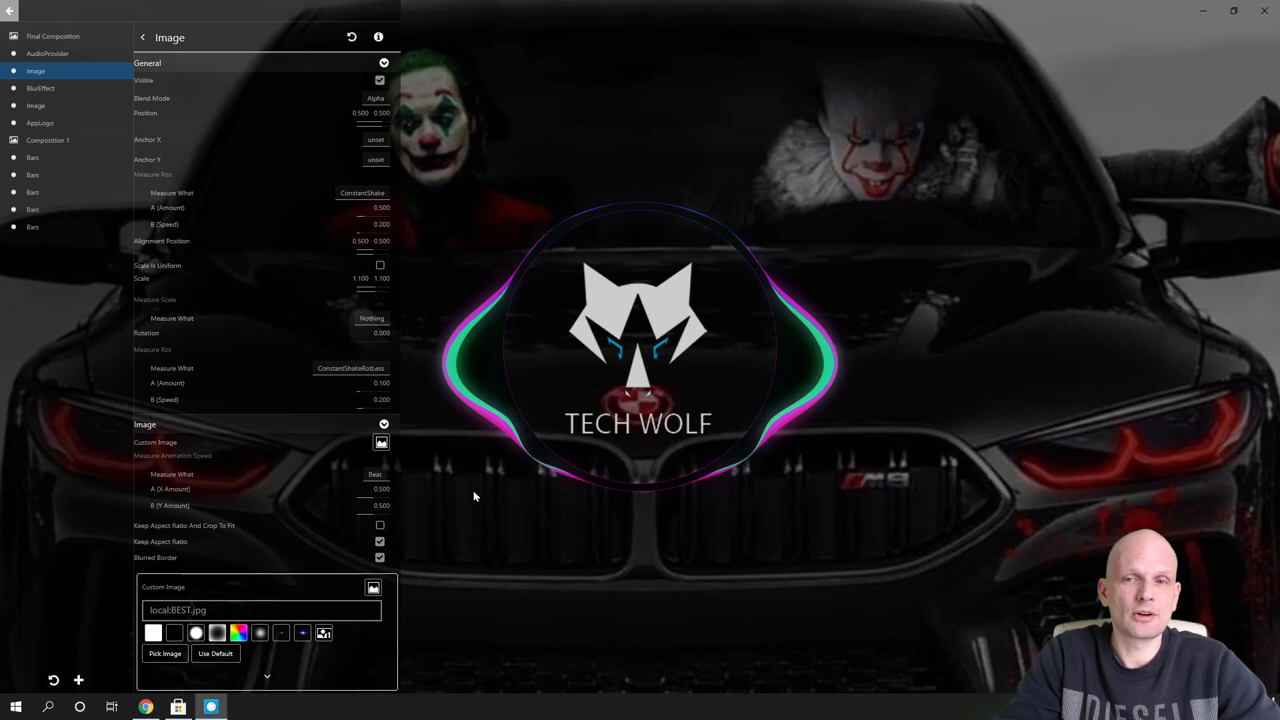 Final Composition
AudioProvider
Image
BlurEffect
Image
AppLogo
Composition 1
Bars
Bars
Bars
Bars
Bars
Image
General
Visible
Blend Mode Alpha
Position 0.500 0.500
Anchor X unset
Anchor Y unset
Measure Pos
Measure What ConstantShake
A (Amount) 0.500
B (Speed) 0.200
Alignment Position 0.500 0.500
Scale Is Uniform
Scale 1.100 1.100
Measure Scale
Measure What Nothing
Rotation 0.000
Measure Rot
Measure What ConstantShakeRotLess
A (Amount) 0.100
B (Speed) 0.200
Image
Custom Image
Measure Animation Speed
Measure What Beat
A (X Amount) 0.500
B (Y Amount) 0.500
Keep Aspect Ratio And Crop To Fit
Keep Aspect Ratio
Blurred Border
Custom Image
local:BEST.jpg
Pick Image Use Default
TECH WOLF
M8
DIESEL